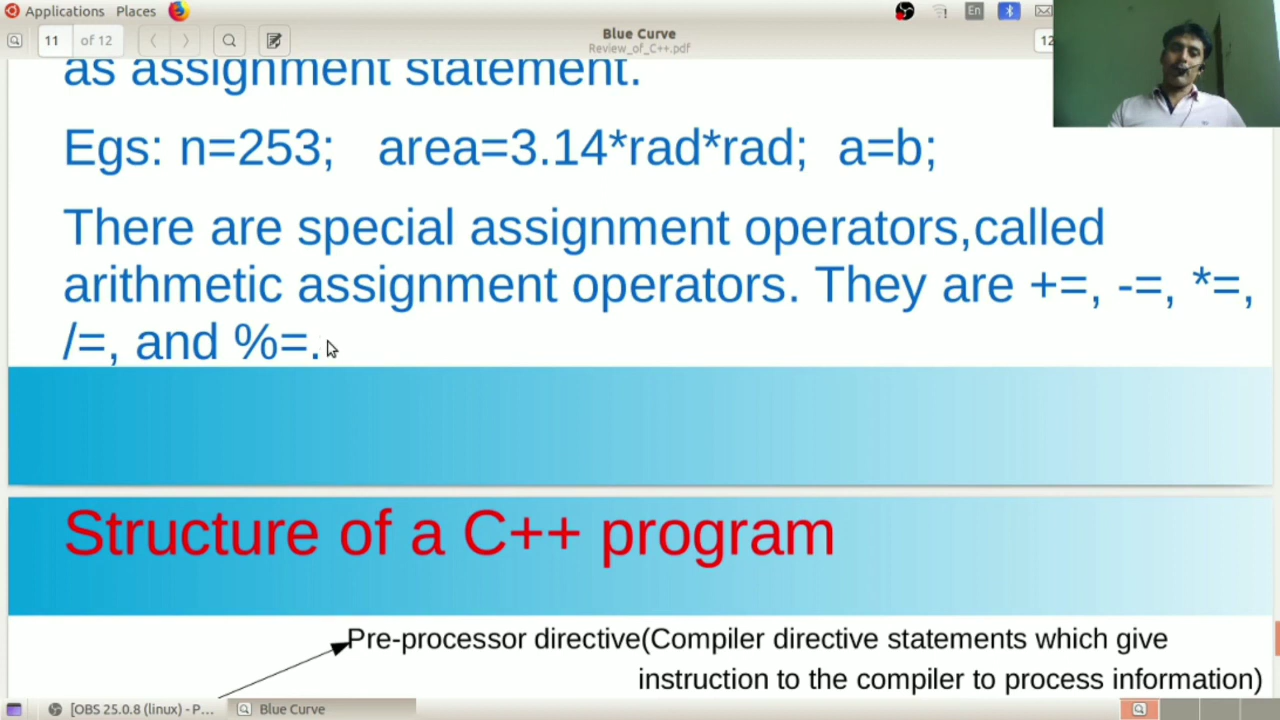 Applications Places En
11 of 12 Blue Curve 12
Review_of_C++.pdf
as assignment statement.
Egs: n=253; area=3.14*rad*rad; a=b;
There are special assignment operators,called
arithmetic assignment operators. They are +=, -=, *=,
/=, and %=.
Structure of a C++ program
Pre-processor directive(Compiler directive statements which give
instruction to the compiler to process information)
[OBS 25.0.8 (linux) - P... Blue Curve